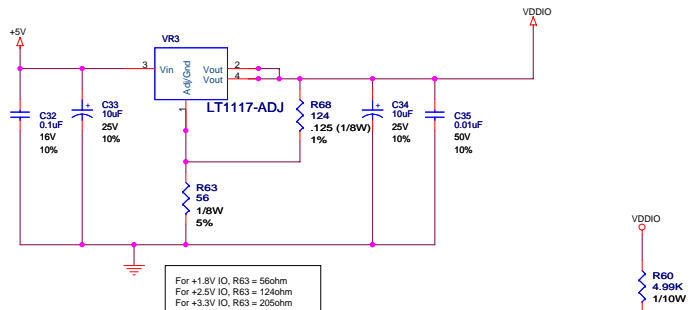 +5V
VDDIO
VR3
3
Vin
Vout
2
Vout
4
Adj/Gnd
1
LT1117-ADJ
C32
0.1uF
16V
10%
C33
10uF
25V
10%
R68
124
.125 (1/8W)
1%
C34
10uF
25V
10%
C35
0.01uF
50V
10%
R63
56
1/8W
5%
For +1.8V IO, R63 = 56ohm
For +2.5V IO, R63 = 124ohm
For +3.3V IO, R63 = 205ohm
VDDIO
R60
4.99K
1/10W